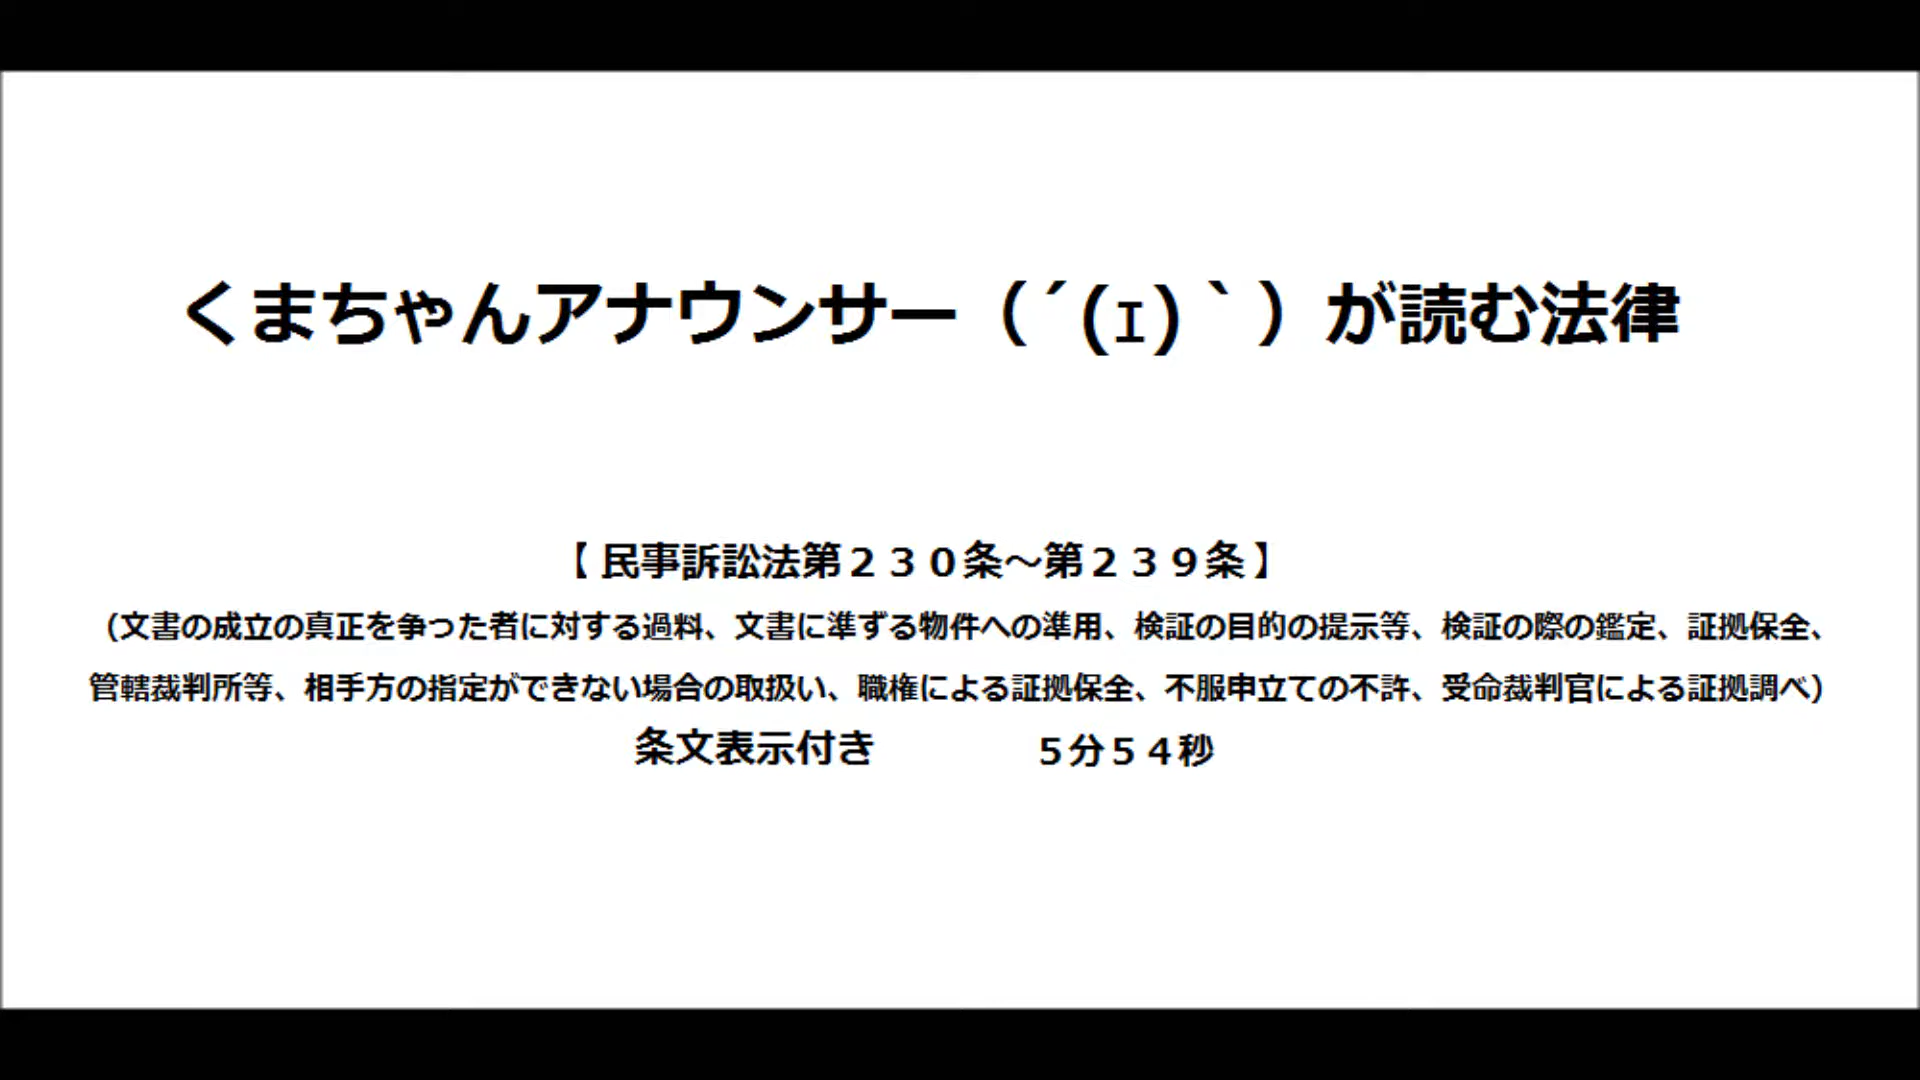 くまちゃんアナウンサー（´(ｴ)｀）が読む法律
【 民事訴訟法第２３０条～第２３９条 】
（文書の成立の真正を争った者に対する過料、文書に準ずる物件への準用、検証の目的の提示等、検証の際の鑑定、証拠保全、
管轄裁判所等、相手方の指定ができない場合の取扱い、職権による証拠保全、不服申立ての不許、受命裁判官による証拠調べ）
条文表示付き　　　　５分５４秒